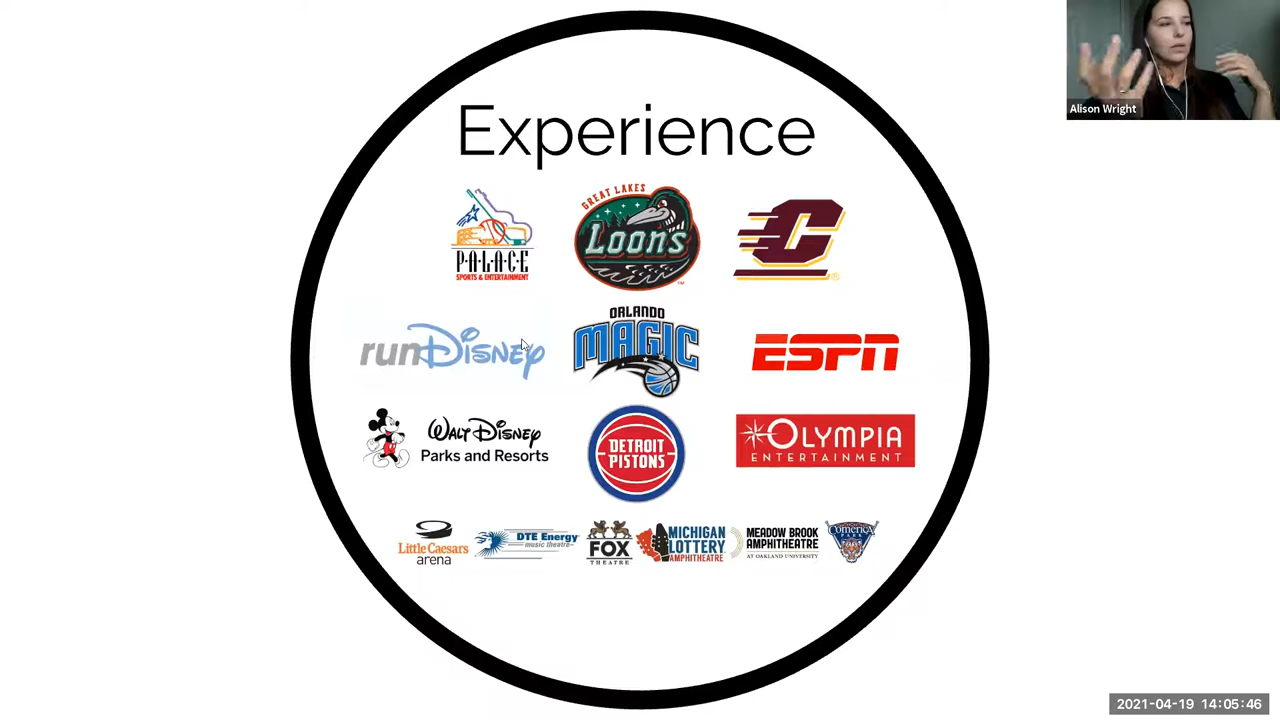 Alison Wright
Experience
PALACE
SPORTS & ENTERTAINMENT
GREAT LAKES
Loons
TM
C
runDisney
ORLANDO
MAGIC
ESPN
Walt Disney
Parks and Resorts
DETROIT
PISTONS
OLYMPIA
ENTERTAINMENT
Little Caesars
arena
DTE Energy
music theatre
FOX
THEATRE
MICHIGAN
LOTTERY
AMPHITHEATRE
MEADOW BROOK
AMPHITHEATRE
AT OAKLAND UNIVERSITY
Comerica
PARK
2021-04-19 14:05:46